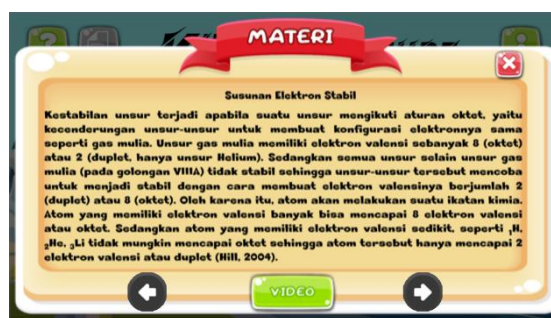 MATERI
Susunan Elektron Stabil
Kestabilan unsur terjadi apabila suatu unsur mengikuti aturan oktet, yaitu
kecenderungan unsur-unsur untuk membuat konfigurasi elektronnya sama
seperti gas mulia. Unsur gas mulia memiliki elektron valensi sebanyak 8 (oktet)
atau 2 (duplet, hanya unsur Helium). Sedangkan semua unsur selain unsur gas
mulia (pada golongan VIIIA) tidak stabil sehingga unsur-unsur tersebut mencoba
untuk menjadi stabil dengan cara membuat elektron valensinya berjumlah 2
(duplet) atau 8 (oktet). Oleh karena itu, atom akan melakukan suatu ikatan kimia.
Atom yang memiliki elektron valensi banyak bisa mencapai 8 elektron valensi
atau oktet. Sedangkan atom yang memiliki elektron valensi sedikit, seperti ₁H,
₂He, ₃Li tidak mungkin mencapai oktet sehingga atom tersebut hanya mencapai 2
elektron valensi atau duplet (Hill, 2004).
VIDEO